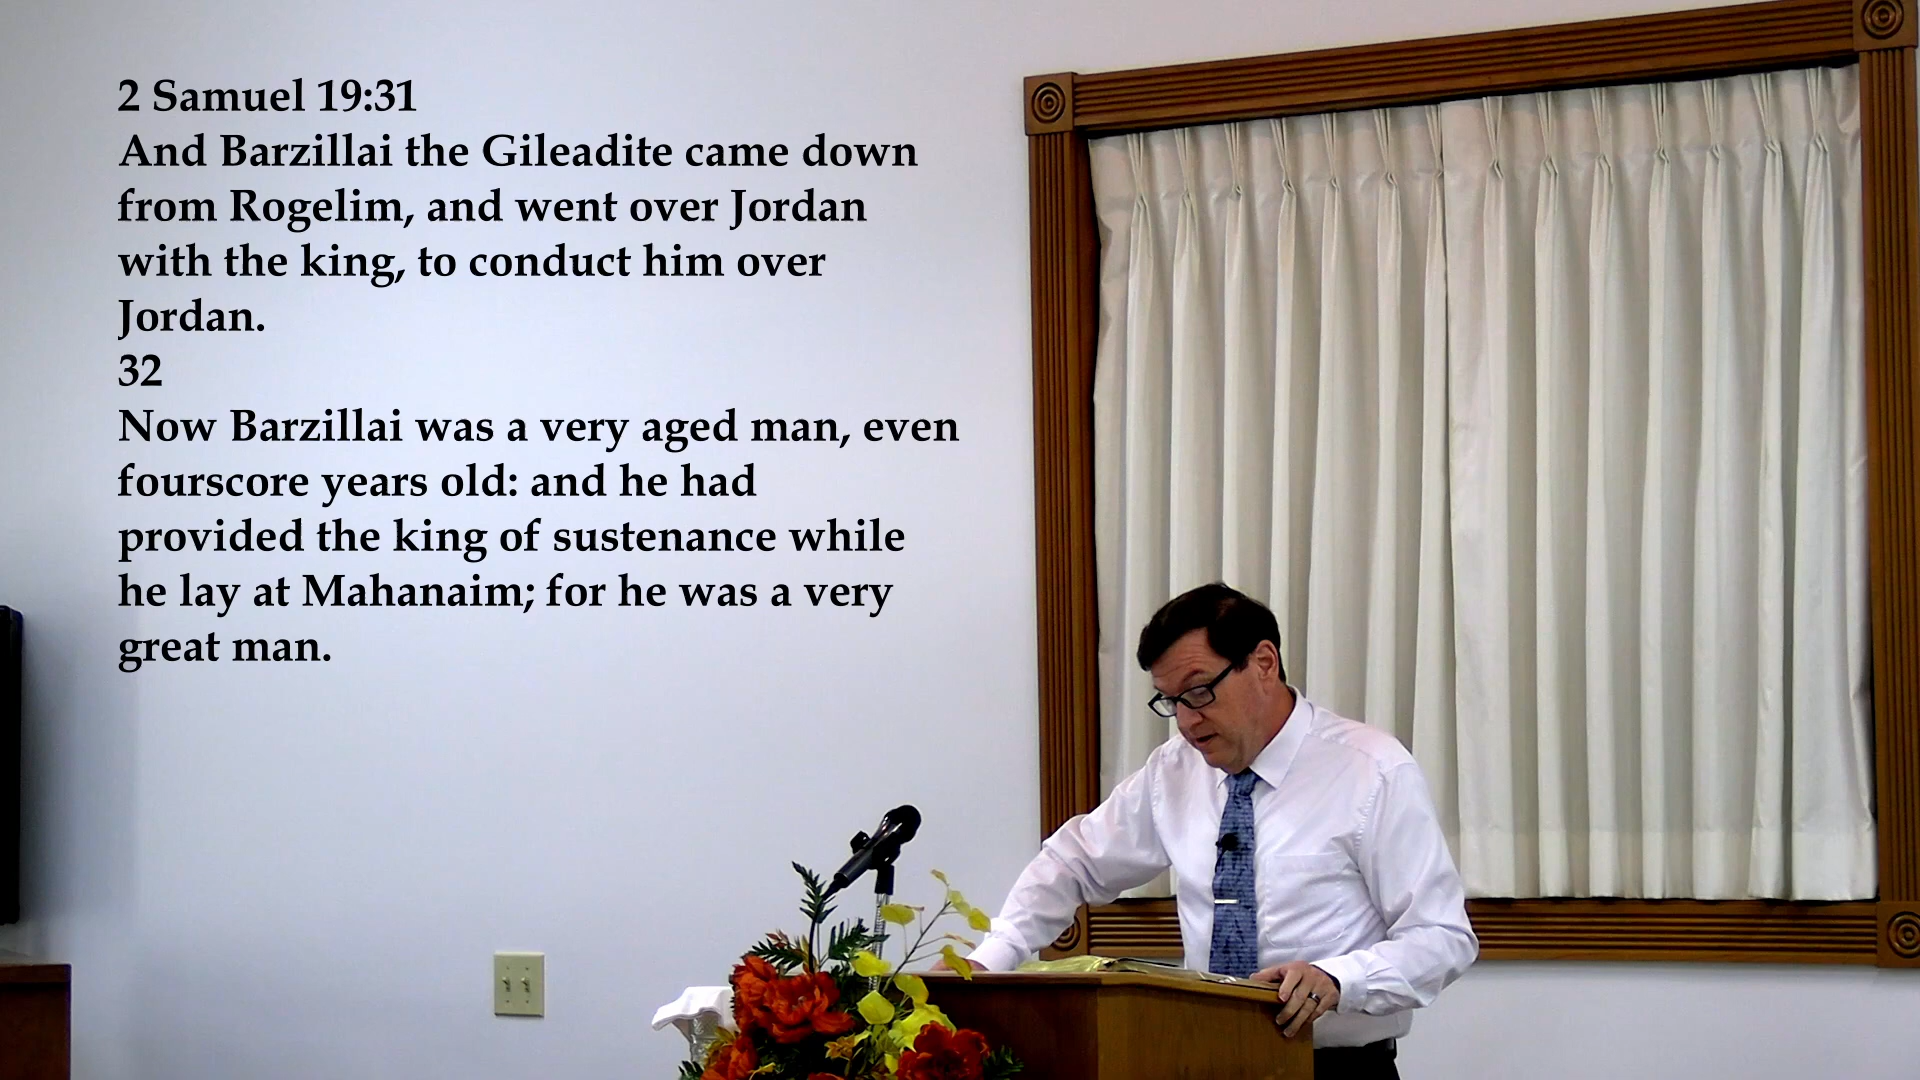 2 Samuel 19:31
And Barzillai the Gileadite came down
from Rogelim, and went over Jordan
with the king, to conduct him over
Jordan.
32
Now Barzillai was a very aged man, even
fourscore years old: and he had
provided the king of sustenance while
he lay at Mahanaim; for he was a very
great man.